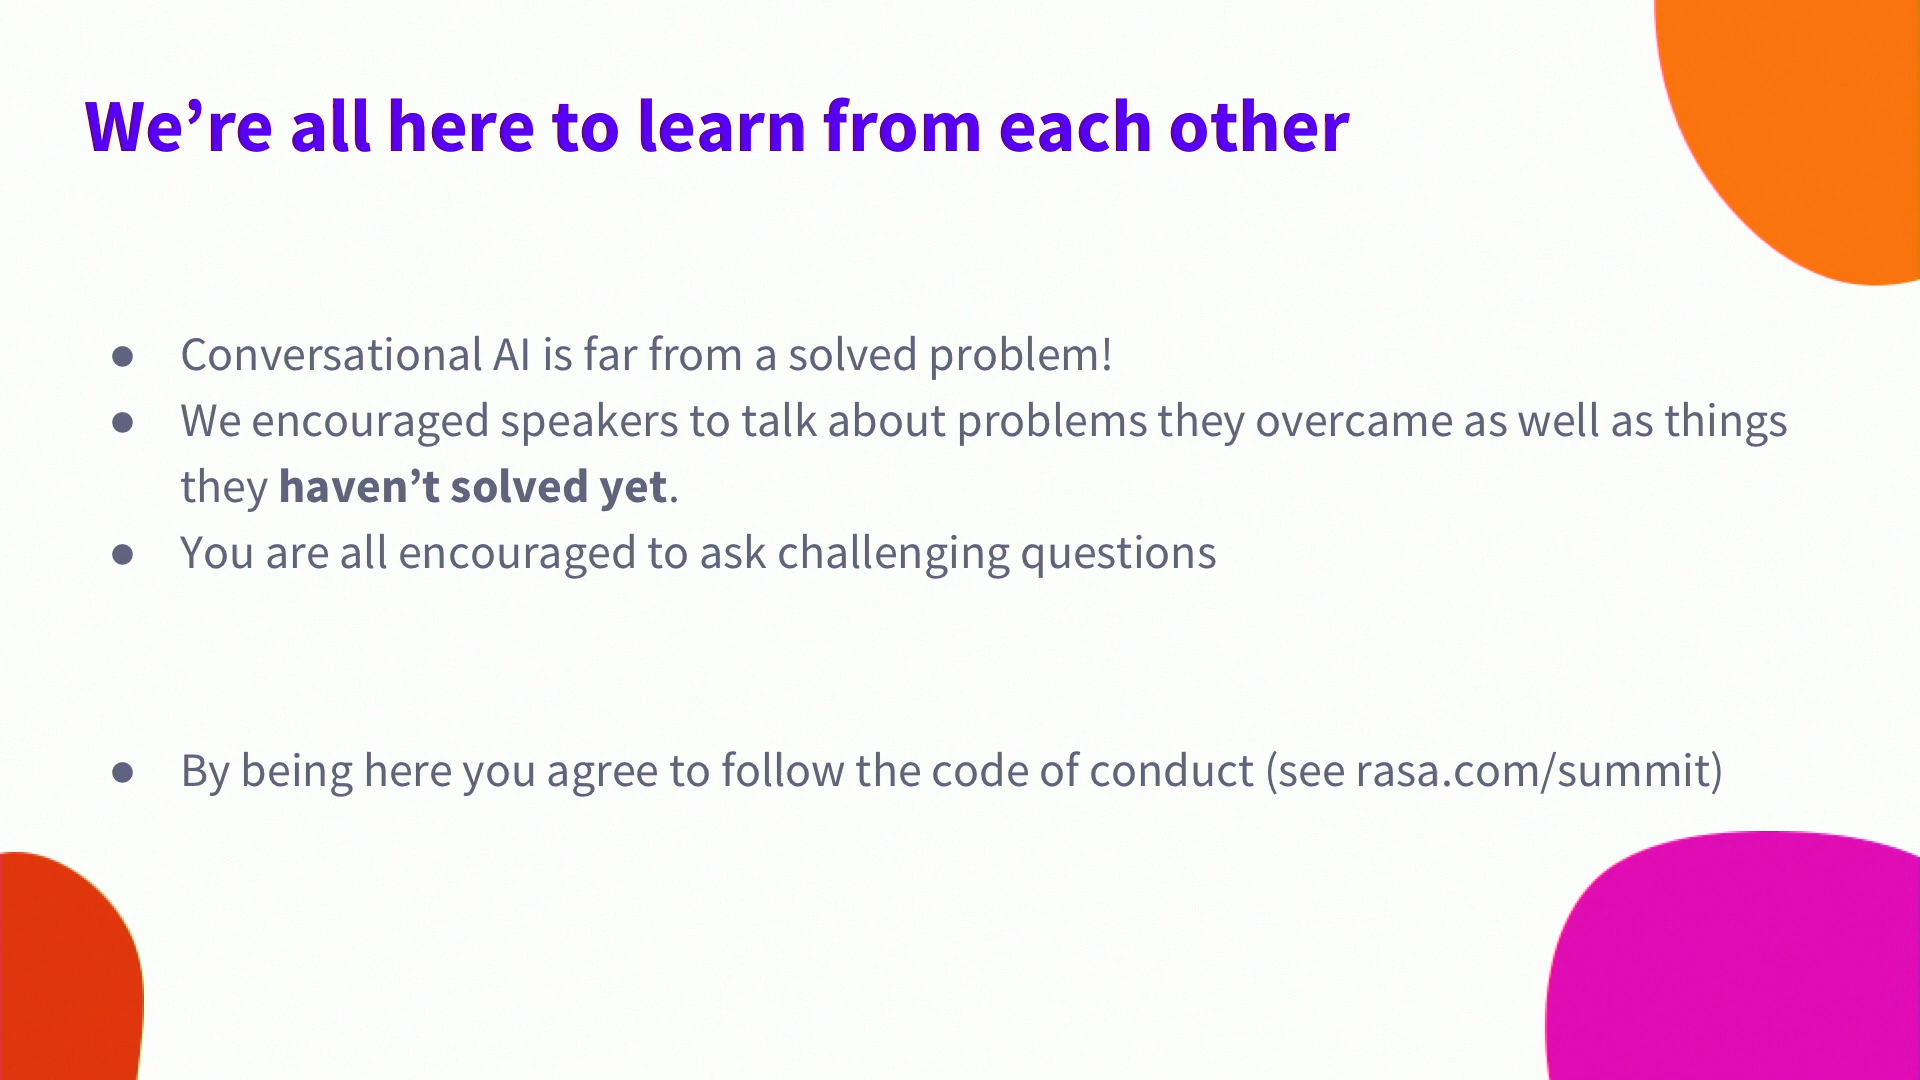 We’re all here to learn from each other
● Conversational AI is far from a solved problem!
● We encouraged speakers to talk about problems they overcame as well as things
they haven’t solved yet.
● You are all encouraged to ask challenging questions
● By being here you agree to follow the code of conduct (see rasa.com/summit)